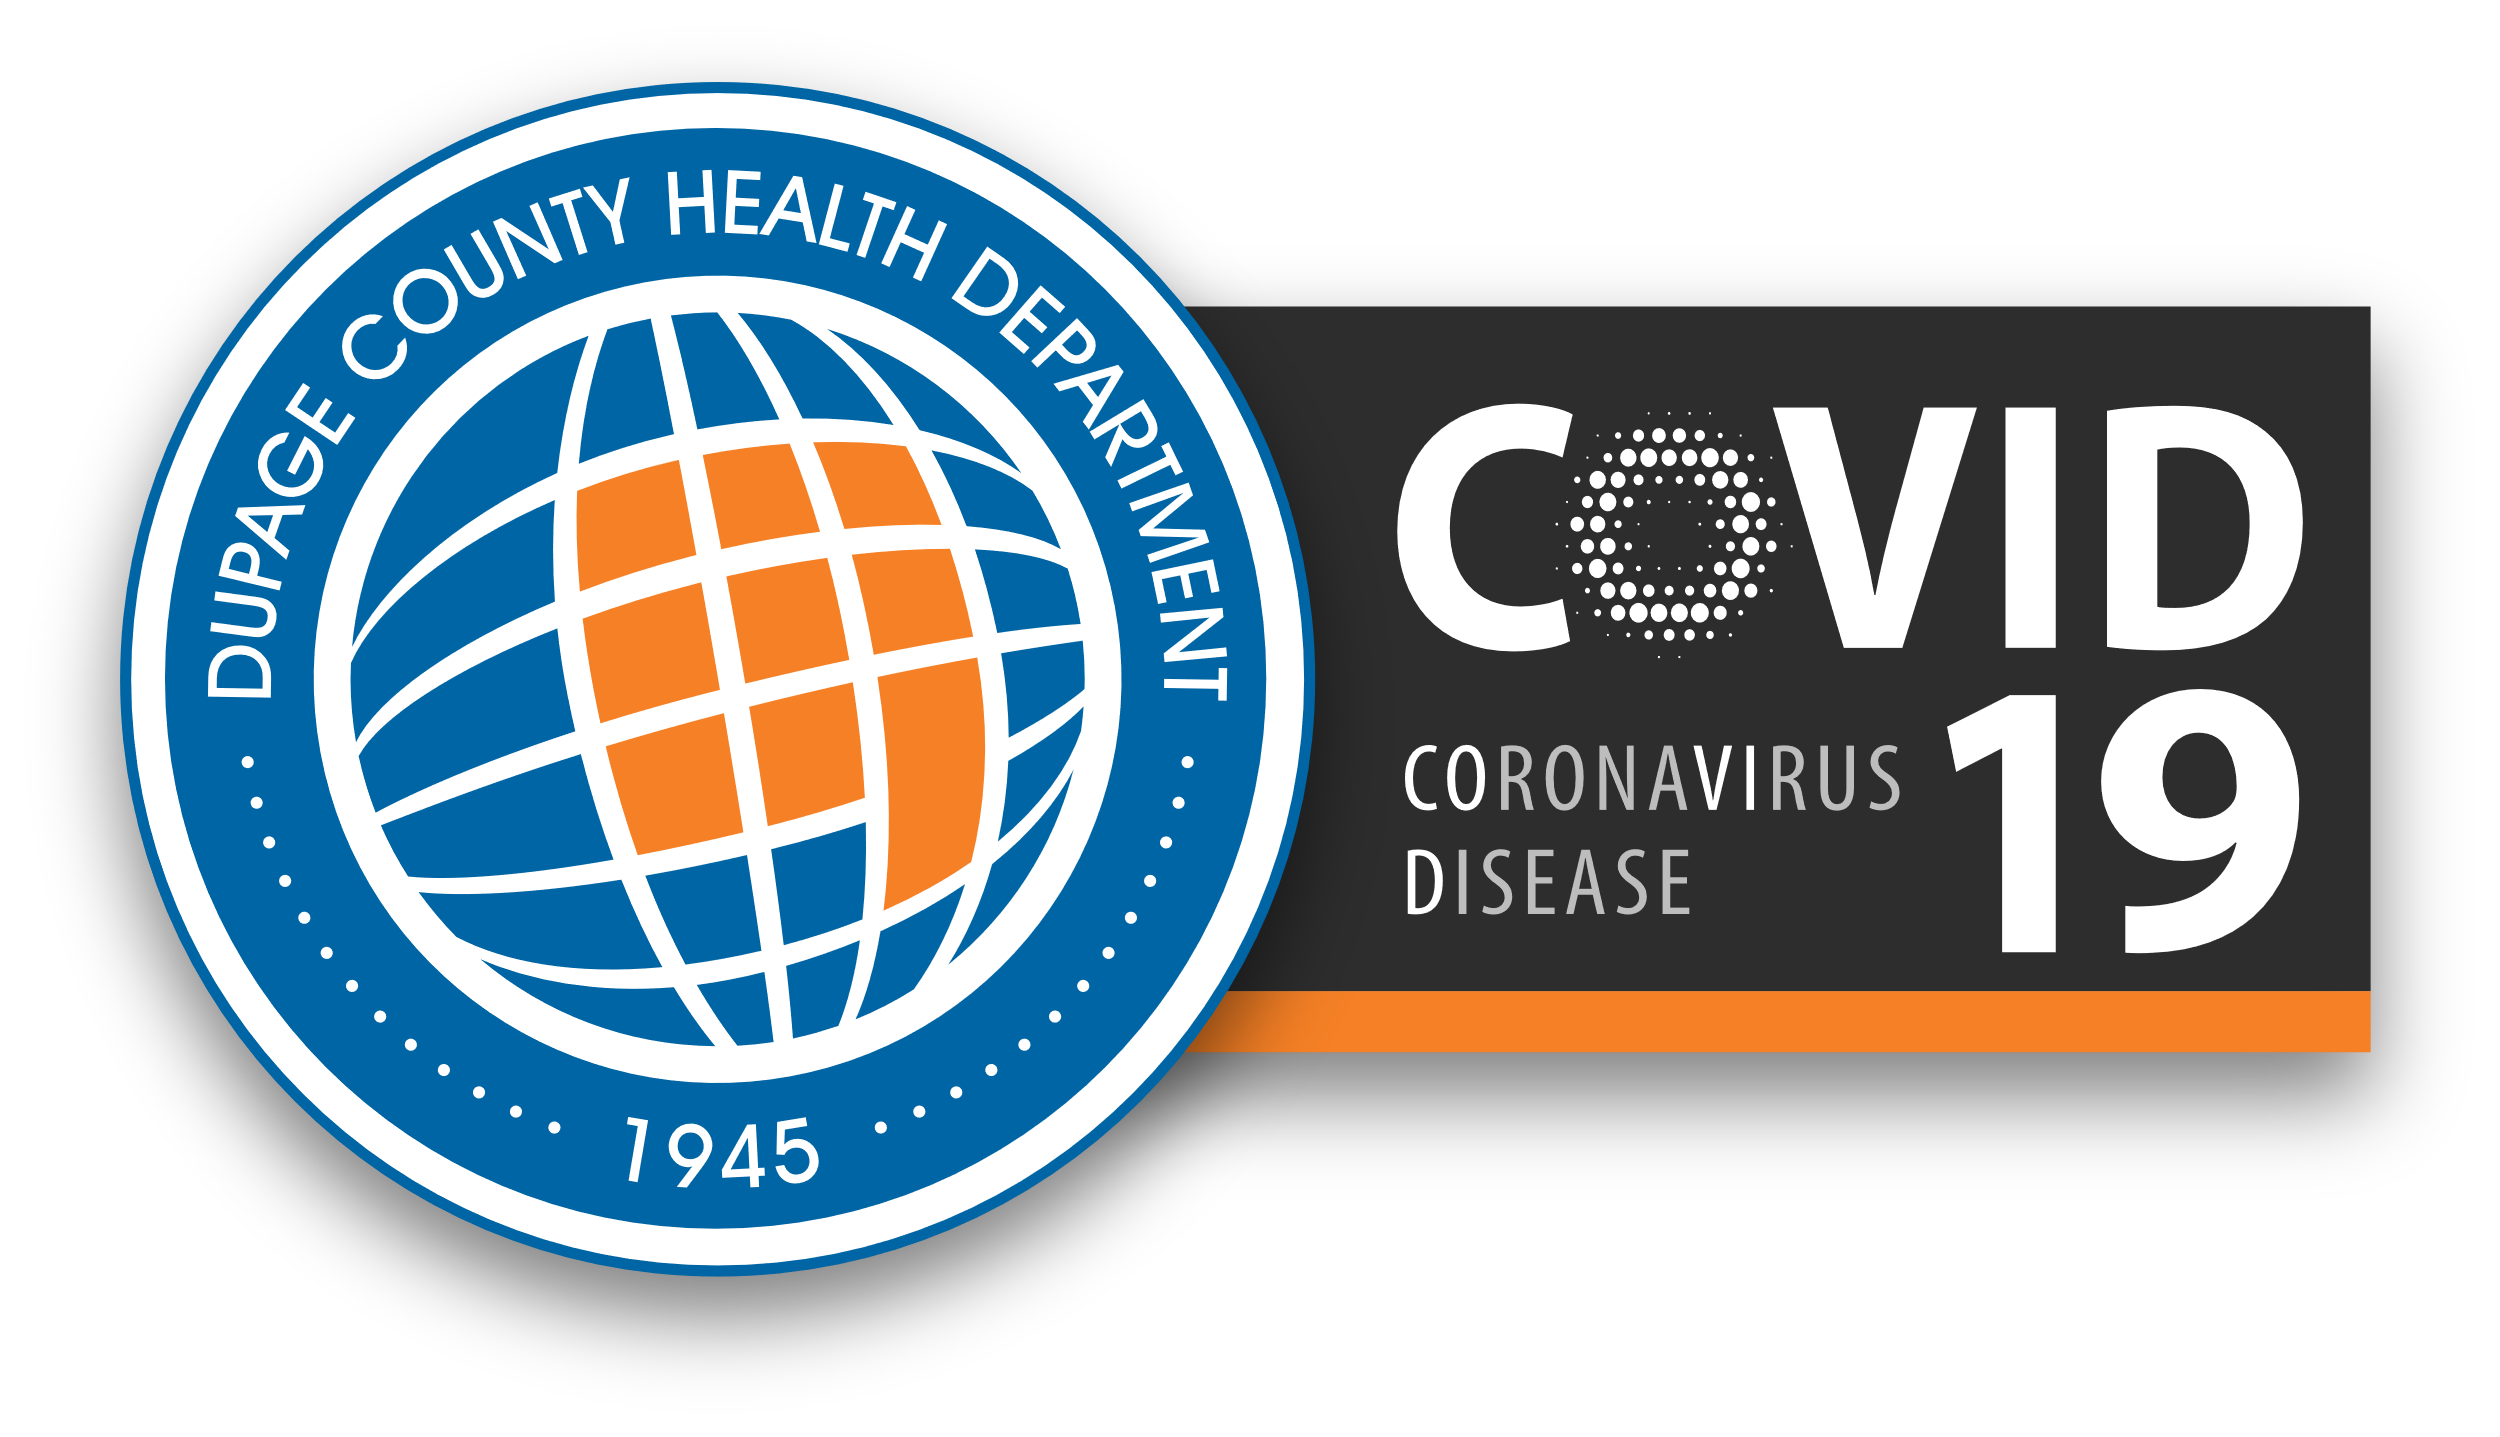 DUPAGE COUNTY HEALTH DEPARTMENT
1945
COVID
19
CORONAVIRUS
DISEASE